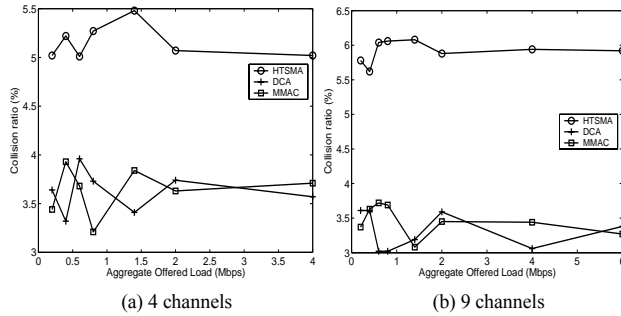 5.5
5
4.5
4
3.5
3
Collision ratio (%)
HTSMA
DCA
MMAC
0 0.5 1 1.5 2 2.5 3 3.5 4
Aggregate Offered Load (Mbps)
(a) 4 channels
6.5
6
5.5
5
4.5
4
3.5
3
Collision ratio (%)
HTSMA
DCA
MMAC
0 1 2 3 4 5 6
Aggregate Offered Load (Mbps)
(b) 9 channels